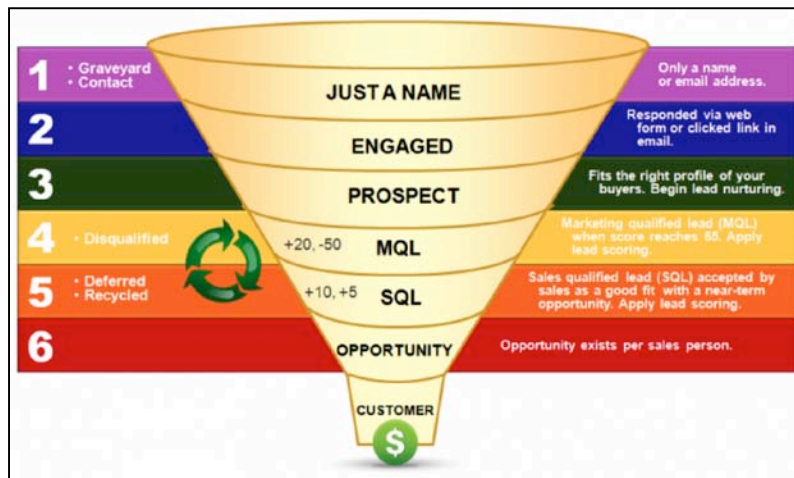 1
• Graveyard
• Contact
JUST A NAME
Only a name
or email address.
2
ENGAGED
Responded via web
form or clicked link in
email.
3
PROSPECT
Fits the right profile of your
buyers. Begin lead nurturing.
4
• Disqualified
+20, -50
MQL
Marketing qualified lead (MQL)
when score reaches 65. Apply
lead scoring.
5
• Deferred
• Recycled
+10, +5
SQL
Sales qualified lead (SQL) accepted by
sales as a good fit with a near-term
opportunity. Apply lead scoring.
6
OPPORTUNITY
Opportunity exists per sales person.
CUSTOMER
$